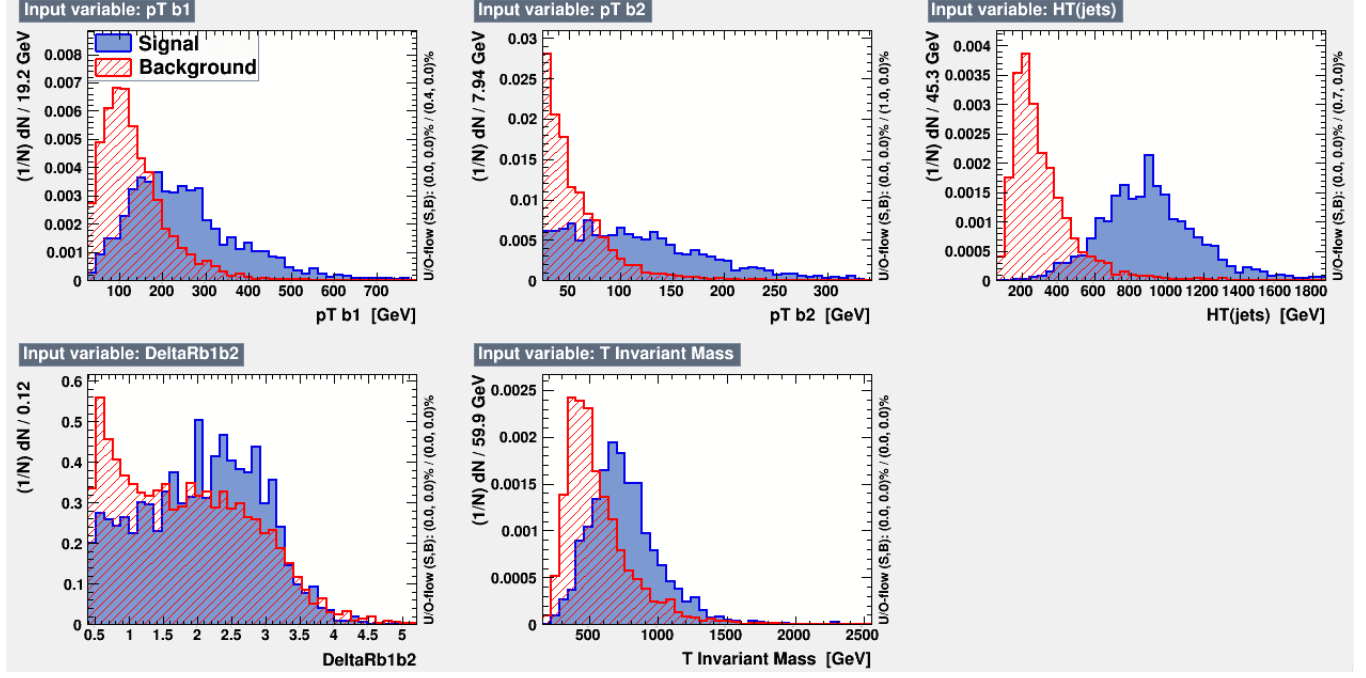 Input variable: pT b1
(1/N) dN / 19.2 GeV
0.008
0.007
0.006
0.005
0.004
0.003
0.002
0.001
0
Signal
Background
100 200 300 400 500 600 700
pT b1 [GeV]
U/O-flow (S,B): (0.0, 0.0)% / (0.4, 0.0)%
Input variable: pT b2
(1/N) dN / 7.94 GeV
0.03
0.025
0.02
0.015
0.01
0.005
0
50 100 150 200 250 300
pT b2 [GeV]
U/O-flow (S,B): (0.0, 0.0)% / (1.0, 0.0)%
Input variable: HT(jets)
(1/N) dN / 45.3 GeV
0.004
0.0035
0.003
0.0025
0.002
0.0015
0.001
0.0005
0
200 400 600 800 1000 1200 1400 1600 1800
HT(jets) [GeV]
U/O-flow (S,B): (0.0, 0.0)% / (0.7, 0.0)%
Input variable: DeltaRb1b2
(1/N) dN / 0.12
0.6
0.5
0.4
0.3
0.2
0.1
0
0.5 1 1.5 2 2.5 3 3.5 4 4.5 5
DeltaRb1b2
U/O-flow (S,B): (0.0, 0.0)% / (0.0, 0.0)%
Input variable: T Invariant Mass
(1/N) dN / 59.9 GeV
0.0025
0.002
0.0015
0.001
0.0005
0
500 1000 1500 2000 2500
T Invariant Mass [GeV]
U/O-flow (S,B): (0.0, 0.0)% / (0.0, 0.0)%